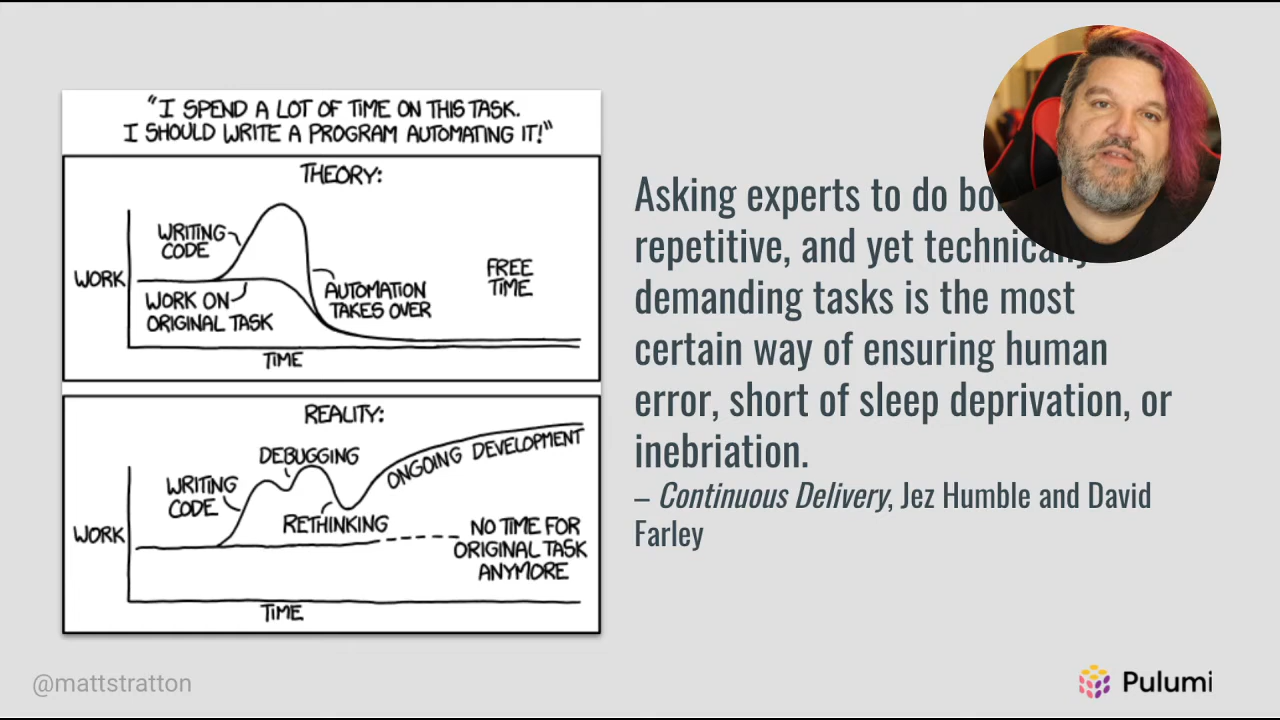 "I SPEND A LOT OF TIME ON THIS TASK.
I SHOULD WRITE A PROGRAM AUTOMATING IT!"
THEORY:
WRITING
CODE
WORK
WORK ON
ORIGINAL TASK
AUTOMATION
TAKES OVER
FREE
TIME
TIME
REALITY:
WRITING
CODE
DEBUGGING
RETHINKING
ONGOING DEVELOPMENT
WORK
NO TIME FOR
ORIGINAL TASK
ANYMORE
TIME
Asking experts to do
repetitive, and yet technically
demanding tasks is the most
certain way of ensuring human
error, short of sleep deprivation, or
inebriation.
– Continuous Delivery, Jez Humble and David
Farley
@mattstratton
Pulumi